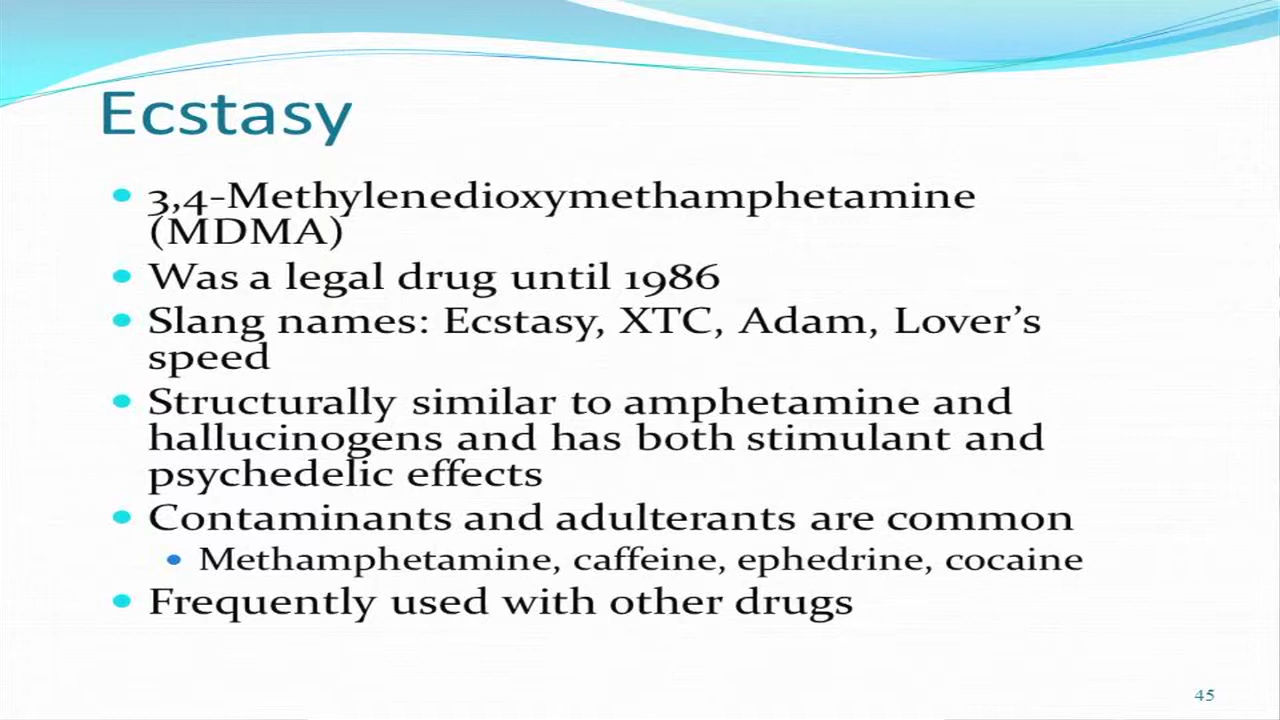 Ecstasy
• 3,4-Methylenedioxymethamphetamine
(MDMA)
• Was a legal drug until 1986
• Slang names: Ecstasy, XTC, Adam, Lover’s
speed
• Structurally similar to amphetamine and
hallucinogens and has both stimulant and
psychedelic effects
• Contaminants and adulterants are common
• Methamphetamine, caffeine, ephedrine, cocaine
• Frequently used with other drugs
45